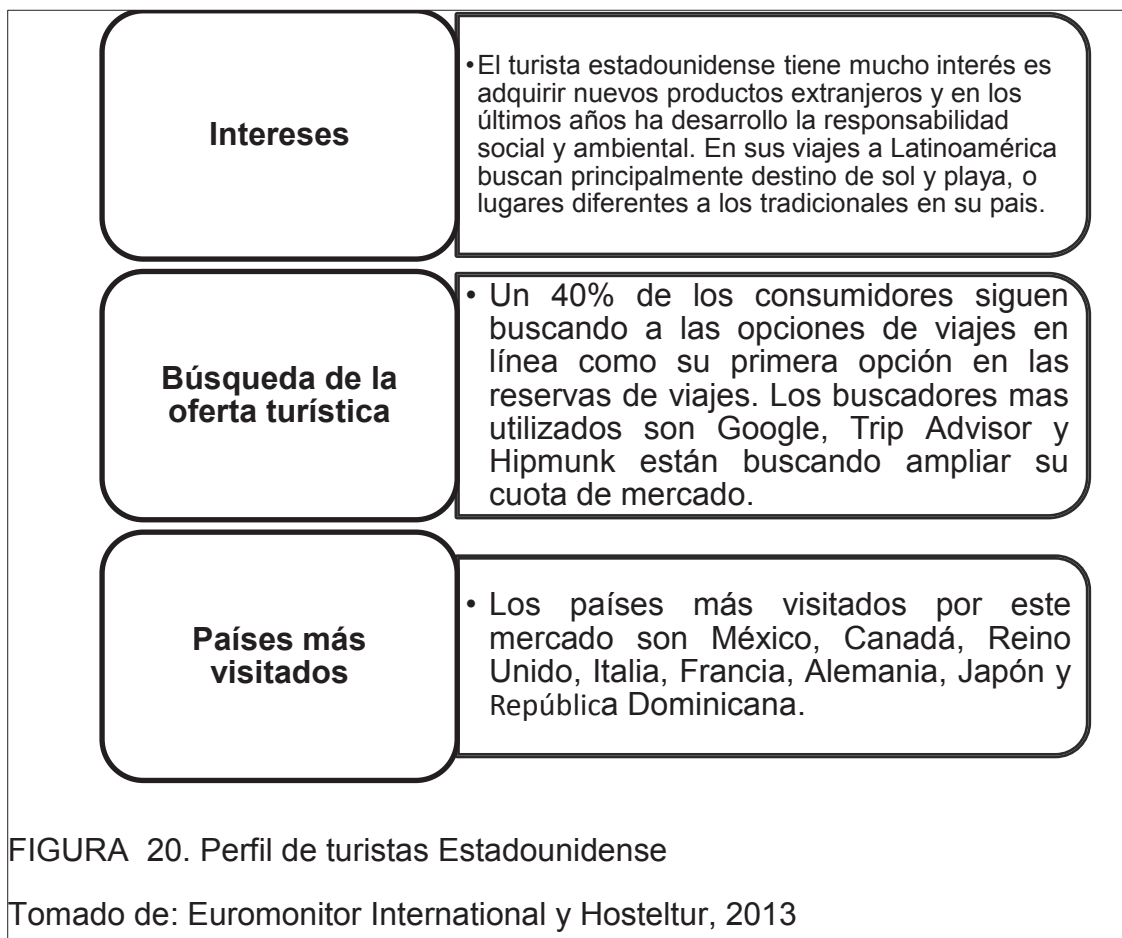 Intereses
•El turista estadounidense tiene mucho interés es
adquirir nuevos productos extranjeros y en los
últimos años ha desarrollo la responsabilidad
social y ambiental. En sus viajes a Latinoamérica
buscan principalmente destino de sol y playa, o
lugares diferentes a los tradicionales en su pais.
Búsqueda de la
oferta turística
• Un 40% de los consumidores siguen
buscando a las opciones de viajes en
línea como su primera opción en las
reservas de viajes. Los buscadores mas
utilizados son Google, Trip Advisor y
Hipmunk están buscando ampliar su
cuota de mercado.
Países más
visitados
• Los países más visitados por este
mercado son México, Canadá, Reino
Unido, Italia, Francia, Alemania, Japón y
República Dominicana.
FIGURA 20. Perfil de turistas Estadounidense
Tomado de: Euromonitor International y Hosteltur, 2013